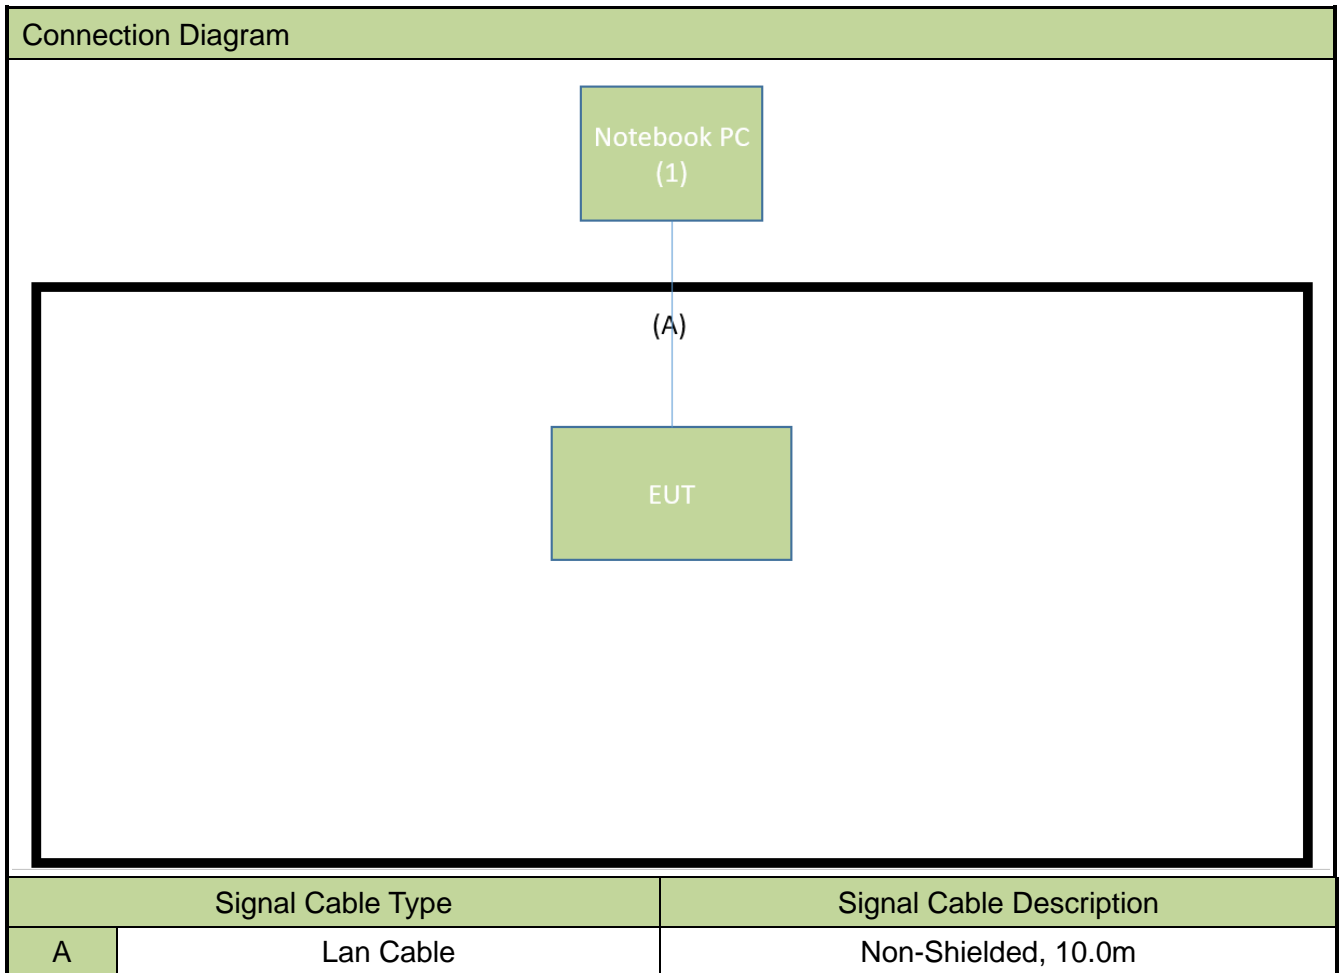 Connection Diagram
Notebook PC
(1)
(A)
EUT
Signal Cable Type Signal Cable Description
A Lan Cable Non-Shielded, 10.0m